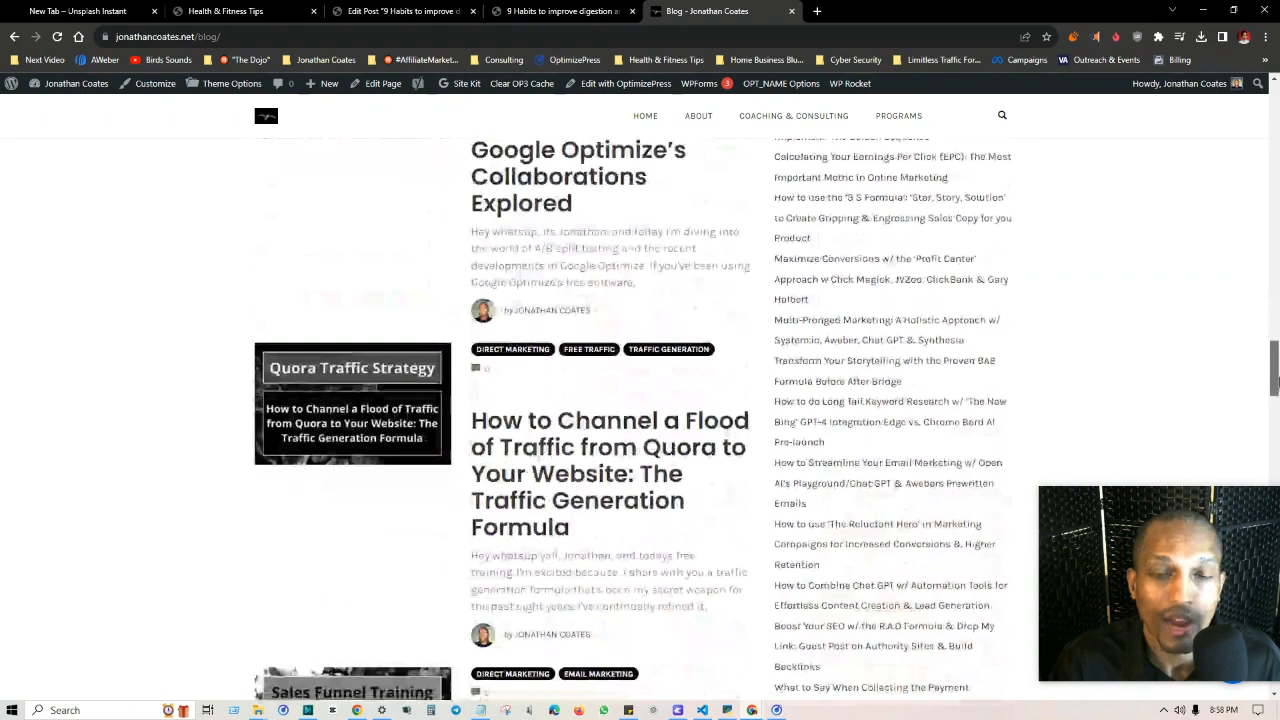 New Tab – Unsplash Instant
Health & Fitness Tips
Edit Post "9 Habits to improve d
9 Habits to improve digestion a
Blog - Jonathan Coates
jonathancoates.net/blog/
Next Video
AWeber
Birds Sounds
"The Dojo"
Jonathan Coates
#AffiliateMarket...
Consulting
OptimizePress
Health & Fitness Tips
Home Business Blu...
Cyber Security
Limitless Traffic For...
Campaigns
VA Outreach & Events
Billing
Jonathan Coates
Customize
Theme Options
0
New
Edit Page
Site Kit
Clear OP3 Cache
Edit with OptimizePress
WPForms 3
OPT_NAME Options
WP Rocket
Howdy, Jonathan Coates
HOME
ABOUT
COACHING & CONSULTING
PROGRAMS
Google Optimize's
Collaborations
Explored
Hey whatsup, its Jonathan and today I'm diving into
the world of A/B split testing and the recent
developments in Google Optimize. If you've been using
Google Optimize's free software,
by JONATHAN COATES
DIRECT MARKETING
FREE TRAFFIC
TRAFFIC GENERATION
0
Quora Traffic Strategy
How to Channel a Flood of Traffic
from Quora to Your Website: The
Traffic Generation Formula
How to Channel a Flood
of Traffic from Quora to
Your Website: The
Traffic Generation
Formula
Hey whatsup yall, Jonathan, and todays free
training I'm excited because I share with you a traffic
generation formula that's been my secret weapon for
the past eught years I've continually refined it,
by JONATHAN COATES
DIRECT MARKETING
EMAIL MARKETING
Sales Funnel Training
Calculating Your Earnings Per Click (EPC): The Most
Important Metric in Online Marketing
How to use the "3 S Formula: 'Star, Story, Solution'
to Create Gripping & Engrossing Sales Copy for you
Product
Maximize Conversions w/ the 'Profit Center'
Approach w Click Magick, JVZoo, ClickBank & Gary
Halbert
Multi-Pronged Marketing: A Holistic Approach w/
Systeme, Aweber, Chat GPT & Synthesia
Transform Your Storytelling with the Proven BAB
Formula Before After Bridge
How to do Long Tail Keyword Research w/ 'The New
Bing' GPT-4 Integration Edge vs. Chrome Bard AI
Pre-launch
How to Streamline Your Email Marketing w/ Open
AI's Playground/Chat GPT & Awebers Prewritten
Emails
How to use 'The Reluctant Hero' in Marketing
Campaigns for Increased Conversions & Higher
Retention
How to Combine Chat GPT w/ Automation Tools for
Effortless Content Creation & Lead Generation
Boost Your SEO w/ the R.A.D Formula & Drop My
Link: Guest Post on Authority Sites & Build
Backlinks
What to Say When Collecting the Payment
Search
8:58 PM